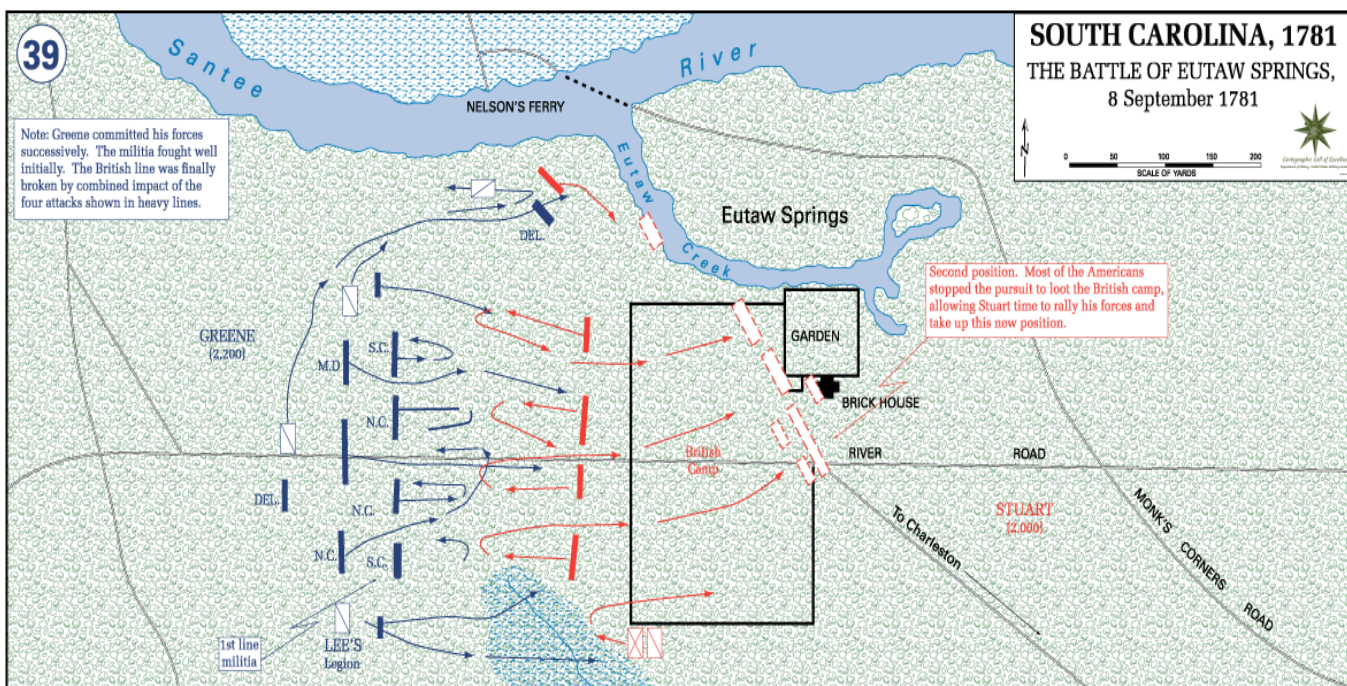 39
SOUTH CAROLINA, 1781
THE BATTLE OF EUTAW SPRINGS,
8 September 1781
N
0 50 100 150 200
SCALE OF YARDS
Cartographic Cell of Excellence
Santee
River
NELSON'S FERRY
Note: Greene committed his forces
successively. The militia fought well
initially. The British line was finally
broken by combined impact of the
four attacks shown in heavy lines.
Eutaw
Creek
Eutaw Springs
DEL.
Second position. Most of the Americans
stopped the pursuit to loot the British camp,
allowing Stuart time to rally his forces and
take up this new position.
GREENE
(2,200)
S.C.
M.D
N.C.
GARDEN
BRICK HOUSE
British
Camp
RIVER ROAD
DEL.
N.C.
STUART
(2,000)
MONK'S CORNERS ROAD
To Charleston
N.C.
S.C.
1st line
militia
LEE'S
Legion